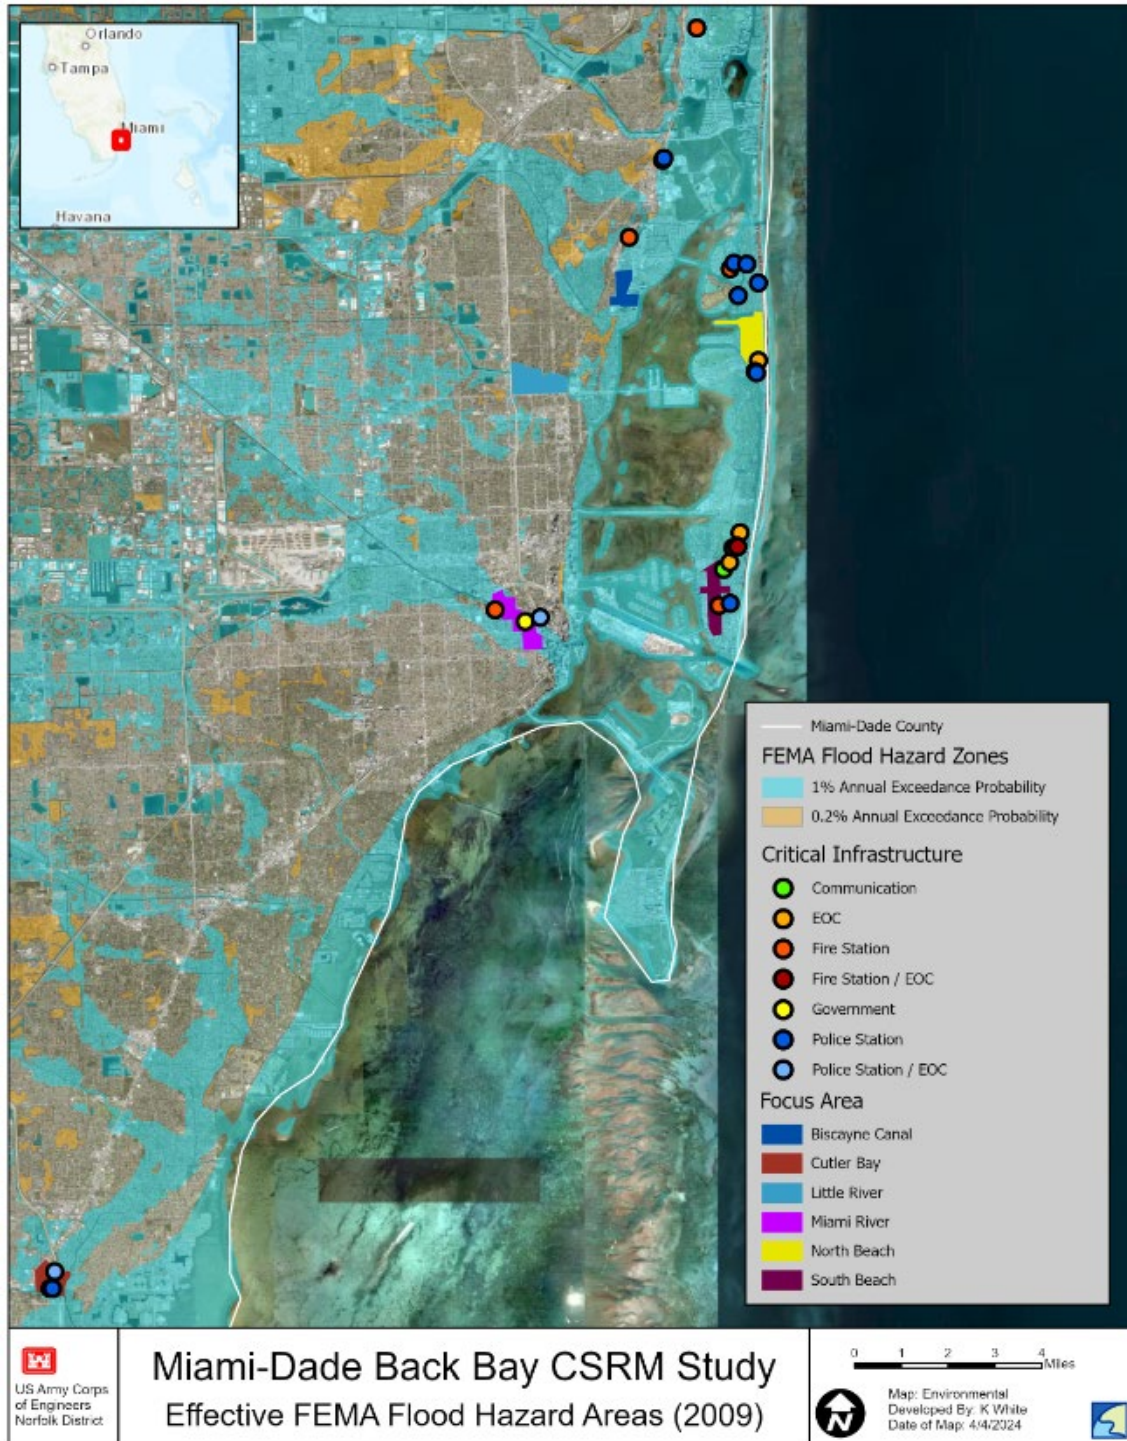 Orlando
Tampa
Miami
Havana
Miami-Dade County
FEMA Flood Hazard Zones
1% Annual Exceedance Probability
0.2% Annual Exceedance Probability
Critical Infrastructure
Communication
EOC
Fire Station
Fire Station / EOC
Government
Police Station
Police Station / EOC
Focus Area
Biscayne Canal
Cutler Bay
Little River
Miami River
North Beach
South Beach
US Army Corps
of Engineers
Norfolk District
Miami-Dade Back Bay CSRM Study
Effective FEMA Flood Hazard Areas (2009)
0 1 2 3 4
Miles
N
Map: Environmental
Developed By: K White
Date of Map: 4/4/2024